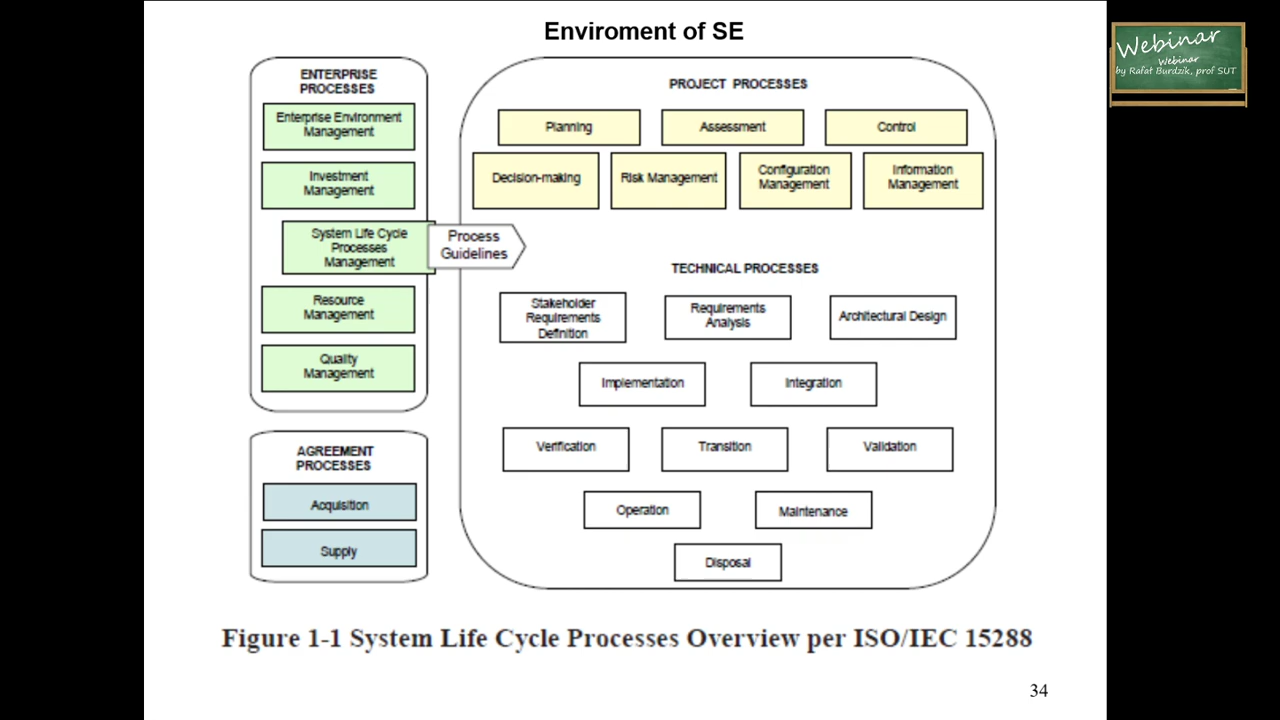 Enviroment of SE
Webinar
Webinar
by Rafał Burdzik, prof SUT
ENTERPRISE
PROCESSES
Enterprise Environment
Management
Investment
Management
System Life Cycle
Processes
Management
Resource
Management
Quality
Management
Process
Guidelines
AGREEMENT
PROCESSES
Acquisition
Supply
PROJECT PROCESSES
Planning
Assessment
Control
Decision-making
Risk Management
Configuration
Management
Information
Management
TECHNICAL PROCESSES
Stakeholder
Requirements
Definition
Requirements
Analysis
Architectural Design
Implementation
Integration
Verification
Transition
Validation
Operation
Maintenance
Disposal
Figure 1-1 System Life Cycle Processes Overview per ISO/IEC 15288
34